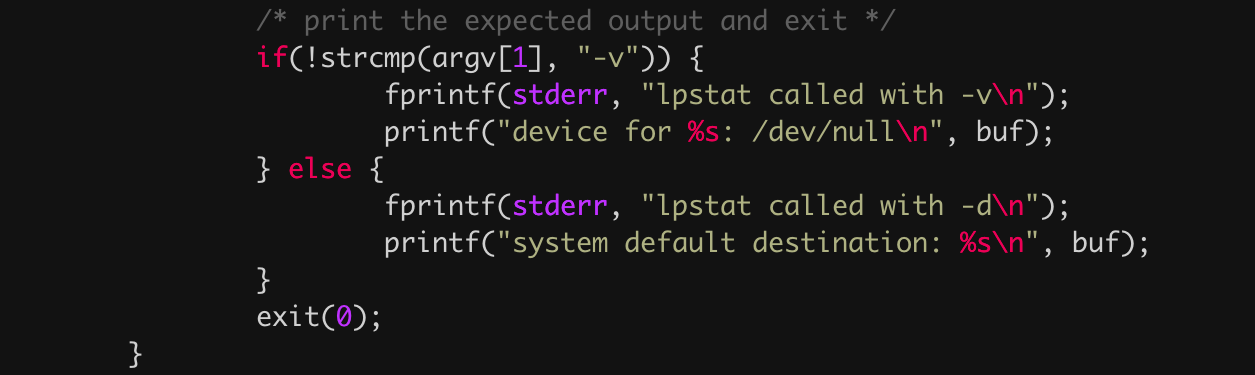 /* print the expected output and exit */
if(!strcmp(argv[1], "-v")) {
fprintf(stderr, "lpstat called with -v\n");
printf("device for %s: /dev/null\n", buf);
} else {
fprintf(stderr, "lpstat called with -d\n");
printf("system default destination: %s\n", buf);
}
exit(0);
}